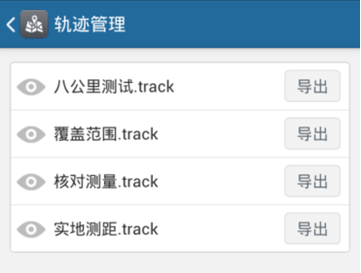 轨迹管理
八公里测试.track 导出
覆盖范围.track 导出
核对测量.track 导出
实地测距.track 导出